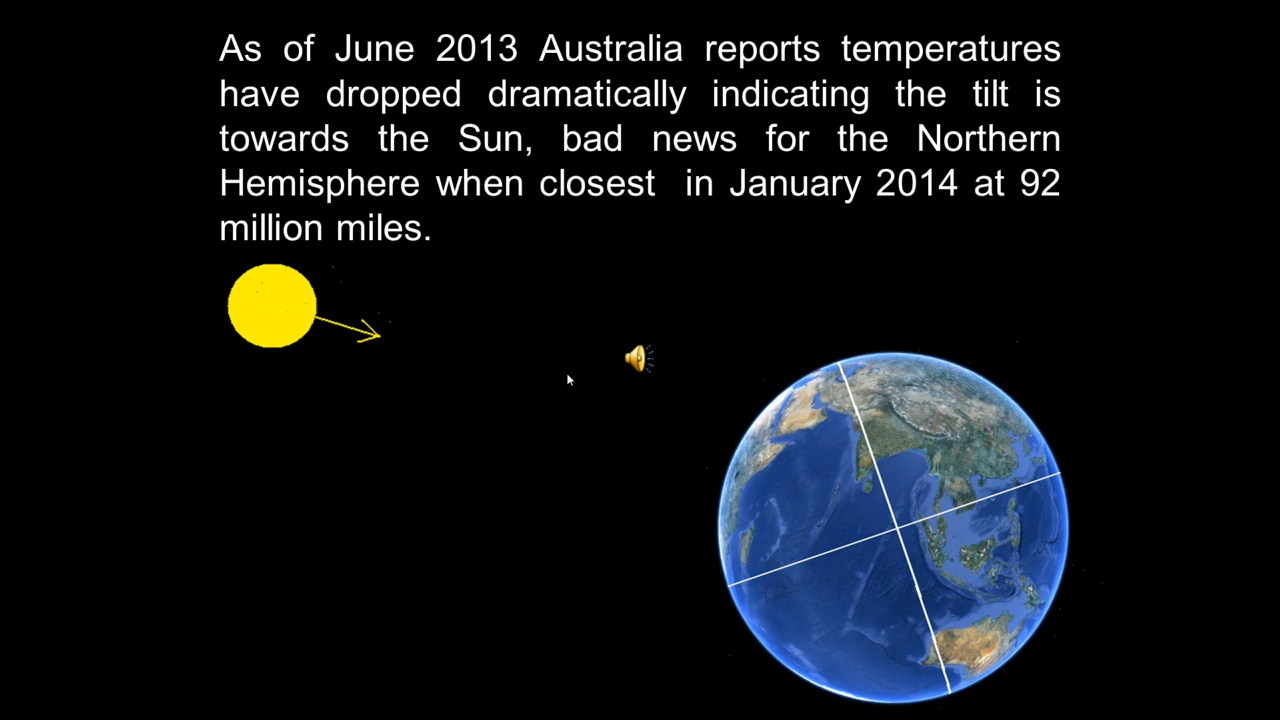 As of June 2013 Australia reports temperatures
have dropped dramatically indicating the tilt is
towards the Sun, bad news for the Northern
Hemisphere when closest  in January 2014 at 92
million miles.